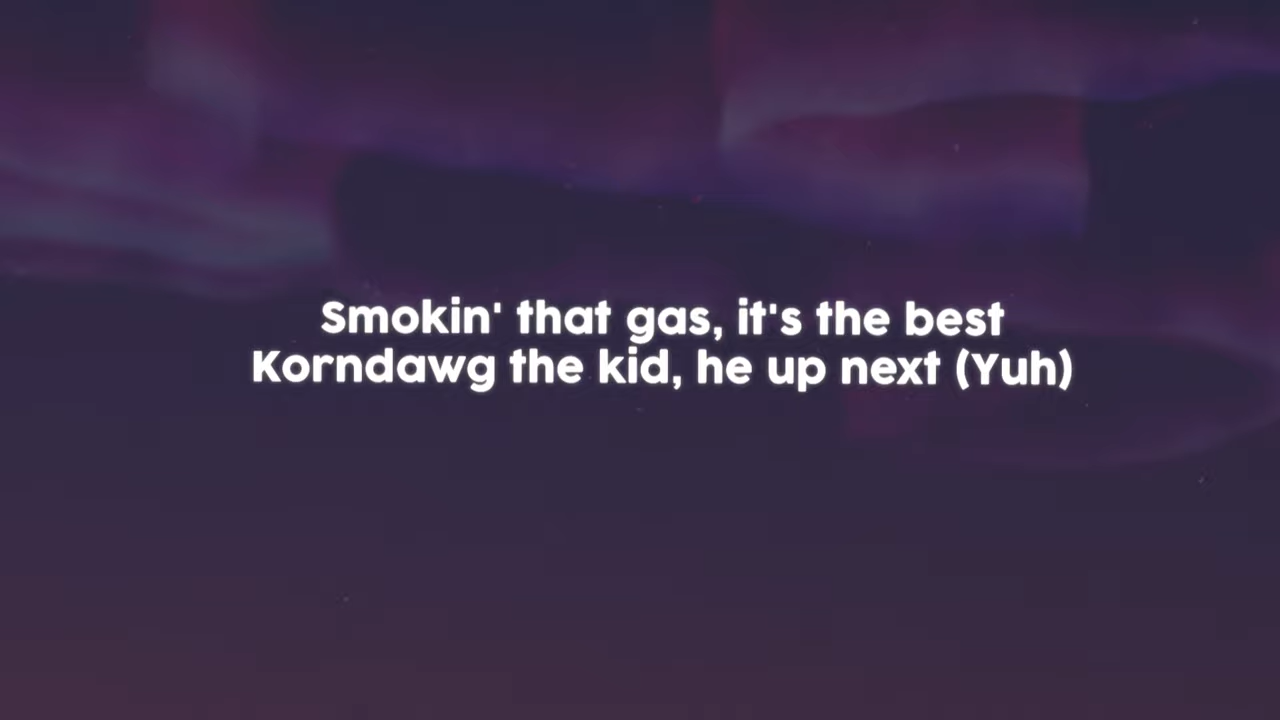 Smokin' that gas, it's the best
Korndawg the kid, he up next (Yuh)